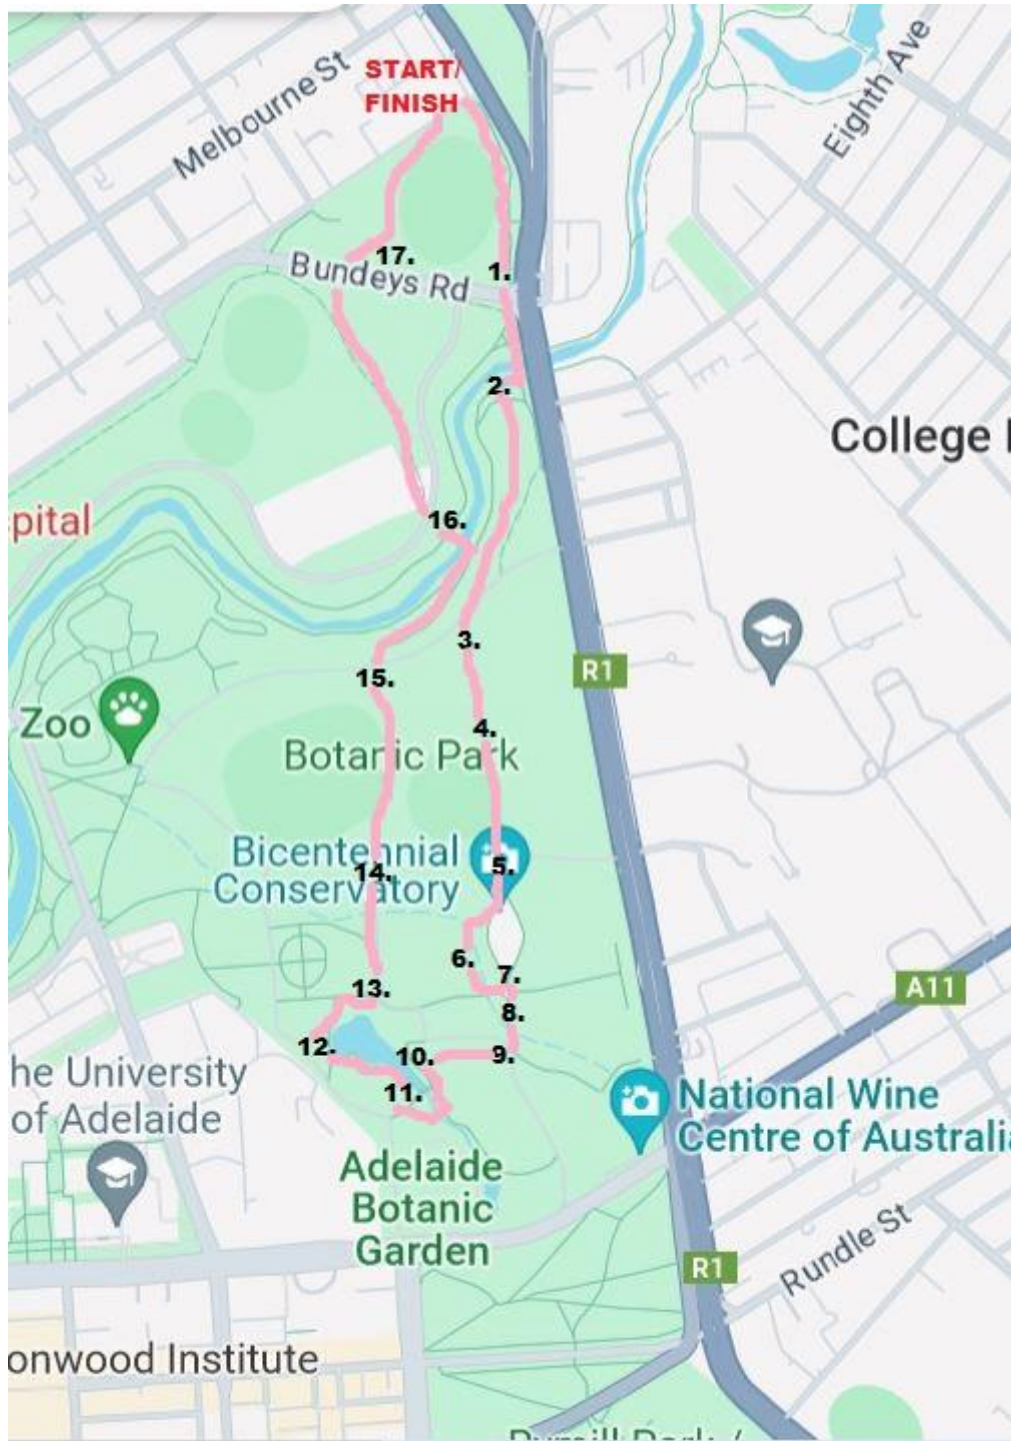 START/
FINISH
Melbourne St
Eighth Ave
17.
Bundeys Rd
1.
2.
College
pital
16.
3.
15.
R1
Zoo
4.
Botanic Park
Bicentennial
Conservatory
5.
14.
6.
7.
A11
13.
8.
12.
10.
9.
he University
of Adelaide
11.
National Wine
Centre of Australi
Adelaide
Botanic
Garden
Rundle St
R1
onwood Institute